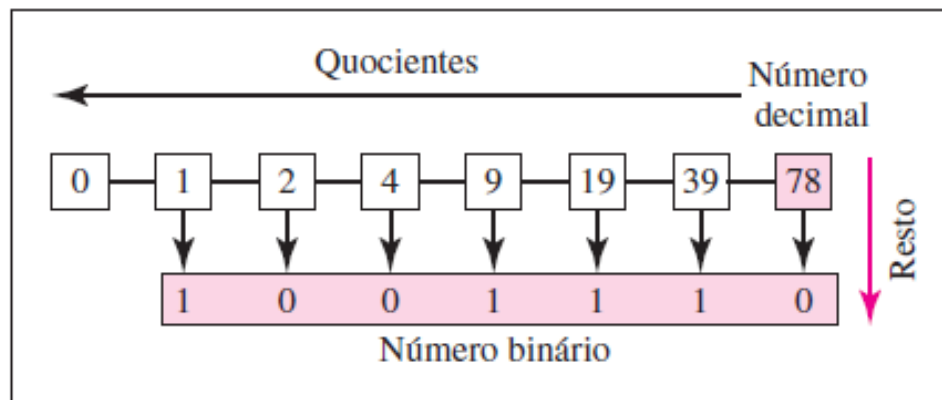 Quocientes
Número
decimal
0 1 2 4 9 19 39 78
Resto
1 0 0 1 1 1 0
Número binário